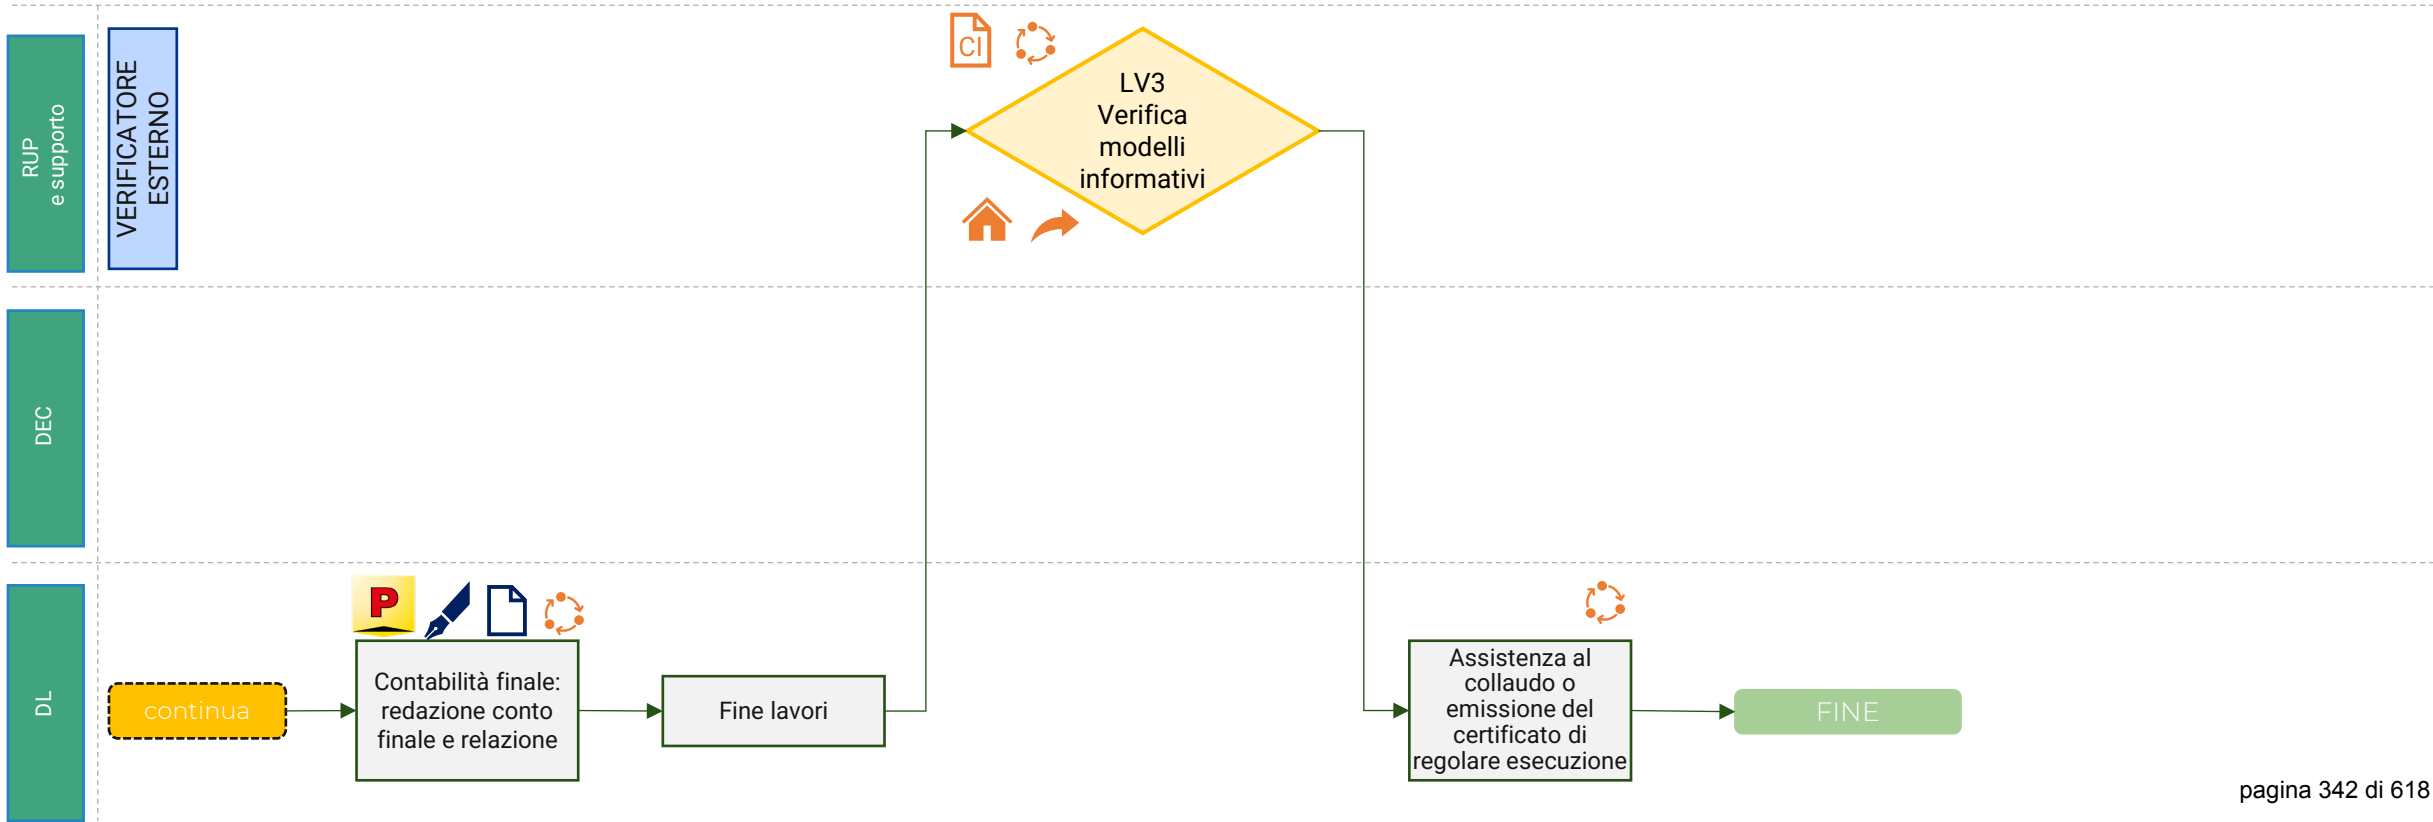 RUP
e supporto
VERIFICATORE
ESTERNO
CI
LV3
Verifica
modelli
informativi
DEC
DL
continua
P
Contabilità finale:
redazione conto
finale e relazione
Fine lavori
Assistenza al
collaudo o
emissione del
certificato di
regolare esecuzione
FINE
pagina 342 di 618